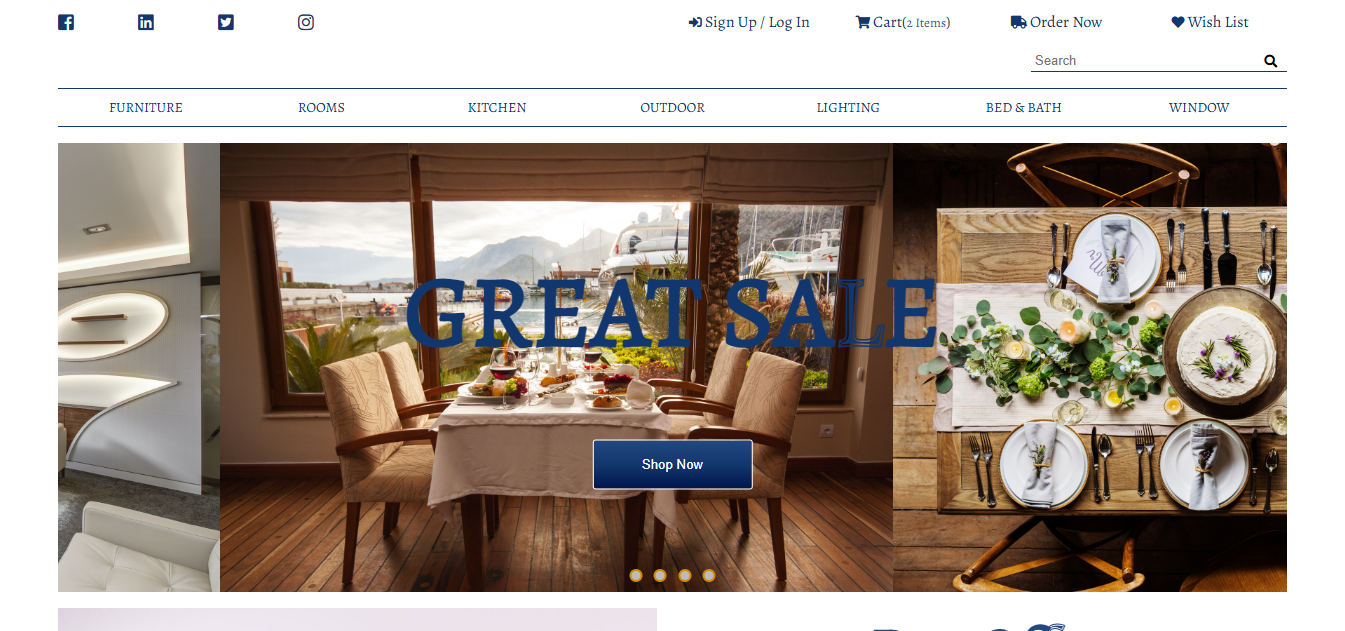 Sign Up / Log In Cart(2 Items) Order Now Wish List
Search
FURNITURE ROOMS KITCHEN OUTDOOR LIGHTING BED & BATH WINDOW
GREAT SALE
Shop Now